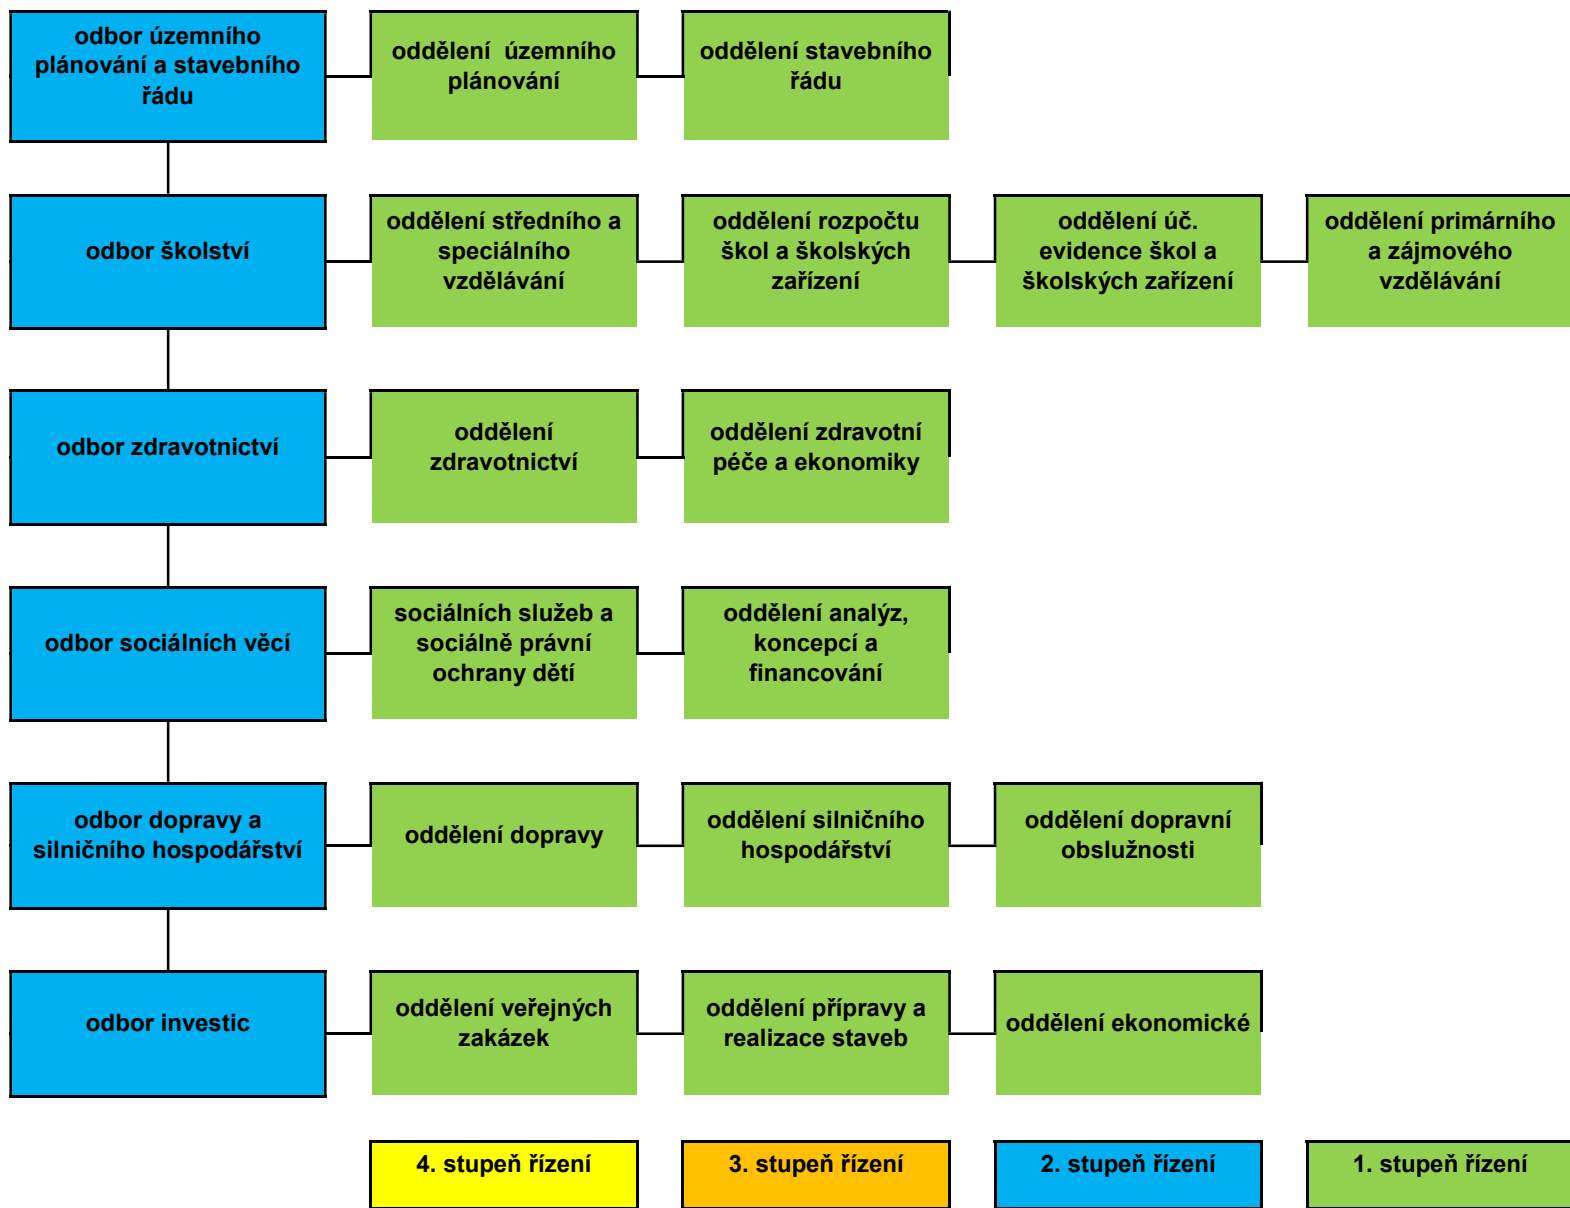 odbor územního
plánování a stavebního
řádu
oddělení  územního
plánování
oddělení stavebního
řádu
odbor školství
oddělení středního a
speciálního
vzdělávání
oddělení rozpočtu
škol a školských
zařízení
oddělení úč.
evidence škol a
školských zařízení
oddělení primárního
a zájmového
vzdělávání
odbor zdravotnictví
oddělení
zdravotnictví
oddělení zdravotní
péče a ekonomiky
odbor sociálních věcí
sociálních služeb a
sociálně právní
ochrany dětí
oddělení analýz,
koncepcí a
financování
odbor dopravy a
silničního hospodářství
oddělení dopravy
oddělení silničního
hospodářství
oddělení dopravní
obslužnosti
odbor investic
oddělení veřejných
zakázek
oddělení přípravy a
realizace staveb
oddělení ekonomické
4. stupeň řízení
3. stupeň řízení
2. stupeň řízení
1. stupeň řízení